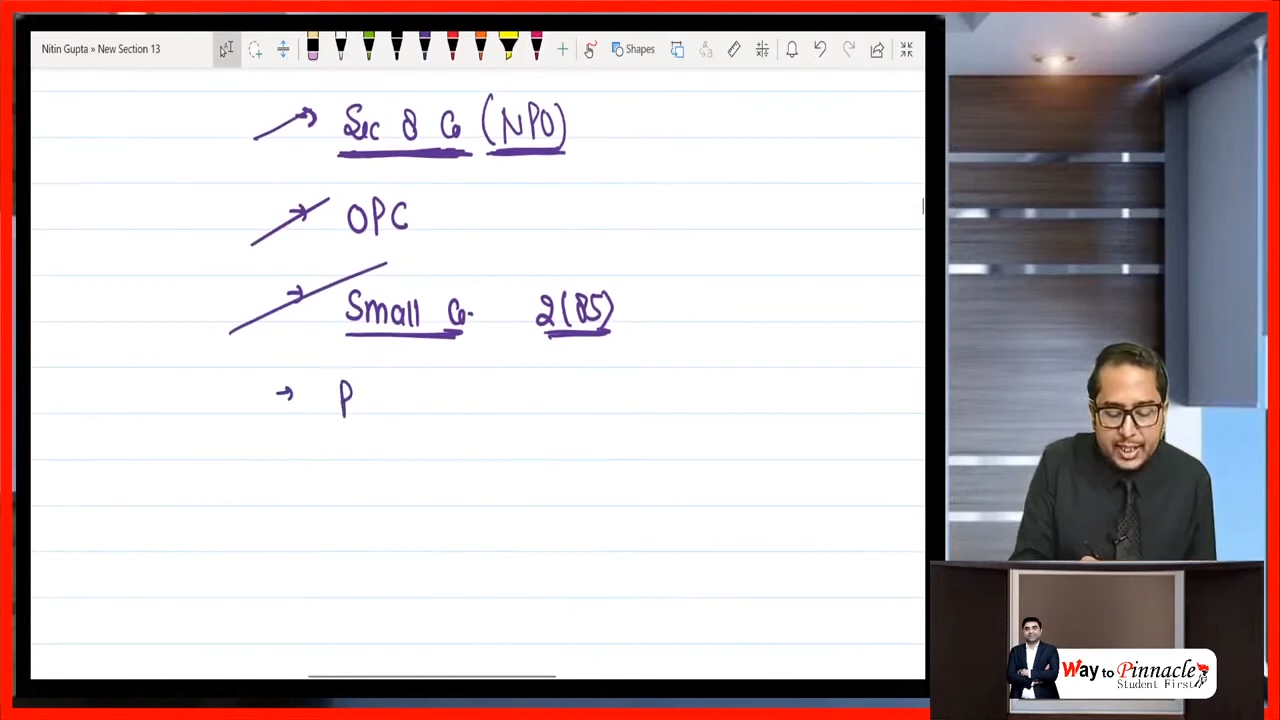 Nitin Gupta » New Section 13
Shapes
→ Sec 8 Co (NPO)
→ OPC
→ Small Co. 2(85)
→ P
Way to Pinnacle
Student First